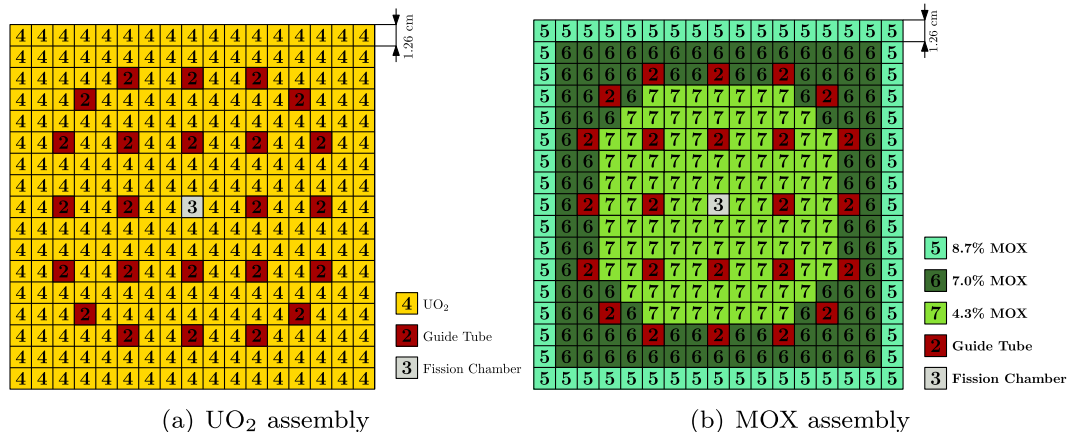 4 4 4 4 4 4 4 4 4 4 4 4 4 4 4 4 4
4 4 4 4 4 4 4 4 4 4 4 4 4 4 4 4 4
4 4 4 4 4 2 4 4 2 4 4 2 4 4 4 4 4
4 4 4 2 4 4 4 4 4 4 4 4 4 2 4 4 4
4 4 4 4 4 4 4 4 4 4 4 4 4 4 4 4 4
4 4 2 4 4 2 4 4 2 4 4 2 4 4 2 4 4
4 4 4 4 4 4 4 4 4 4 4 4 4 4 4 4 4
4 4 4 4 4 4 4 4 4 4 4 4 4 4 4 4 4
4 4 2 4 4 2 4 4 3 4 4 2 4 4 2 4 4
4 4 4 4 4 4 4 4 4 4 4 4 4 4 4 4 4
4 4 4 4 4 4 4 4 4 4 4 4 4 4 4 4 4
4 4 2 4 4 2 4 4 2 4 4 2 4 4 2 4 4
4 4 4 4 4 4 4 4 4 4 4 4 4 4 4 4 4
4 4 4 2 4 4 4 4 4 4 4 4 4 2 4 4 4
4 4 4 4 4 2 4 4 2 4 4 2 4 4 4 4 4
4 4 4 4 4 4 4 4 4 4 4 4 4 4 4 4 4
4 4 4 4 4 4 4 4 4 4 4 4 4 4 4 4 4
1.26 cm
4 UO₂
2 Guide Tube
3 Fission Chamber
(a) UO₂ assembly
5 5 5 5 5 5 5 5 5 5 5 5 5 5 5 5 5
5 6 6 6 6 6 6 6 6 6 6 6 6 6 6 6 5
5 6 6 6 6 2 6 6 2 6 6 2 6 6 6 6 5
5 6 6 2 6 7 7 7 7 7 7 7 6 2 6 6 5
5 6 6 6 7 7 7 7 7 7 7 7 7 6 6 6 5
5 6 2 7 7 2 7 7 2 7 7 2 7 7 2 6 5
5 6 6 7 7 7 7 7 7 7 7 7 7 7 6 6 5
5 6 6 7 7 7 7 7 7 7 7 7 7 7 6 6 5
5 6 2 7 7 2 7 7 3 7 7 2 7 7 2 6 5
5 6 6 7 7 7 7 7 7 7 7 7 7 7 6 6 5
5 6 6 7 7 7 7 7 7 7 7 7 7 7 6 6 5
5 6 2 7 7 2 7 7 2 7 7 2 7 7 2 6 5
5 6 6 6 7 7 7 7 7 7 7 7 7 6 6 6 5
5 6 6 2 6 7 7 7 7 7 7 7 6 2 6 6 5
5 6 6 6 6 2 6 6 2 6 6 2 6 6 6 6 5
5 6 6 6 6 6 6 6 6 6 6 6 6 6 6 6 5
5 5 5 5 5 5 5 5 5 5 5 5 5 5 5 5 5
1.26 cm
5 8.7% MOX
6 7.0% MOX
7 4.3% MOX
2 Guide Tube
3 Fission Chamber
(b) MOX assembly